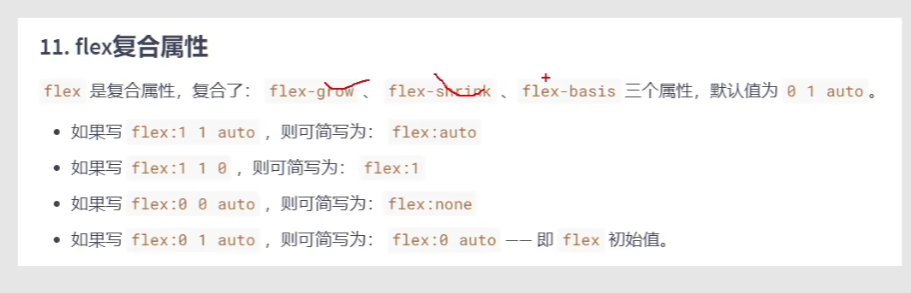 11. flex复合属性
flex 是复合属性，复合了： flex-grow 、 flex-shrink 、 flex-basis 三个属性，默认值为 0 1 auto 。
• 如果写 flex:1 1 auto ，则可简写为： flex:auto
• 如果写 flex:1 1 0 ，则可简写为： flex:1
• 如果写 flex:0 0 auto ，则可简写为： flex:none
• 如果写 flex:0 1 auto ，则可简写为： flex:0 auto —— 即 flex 初始值。